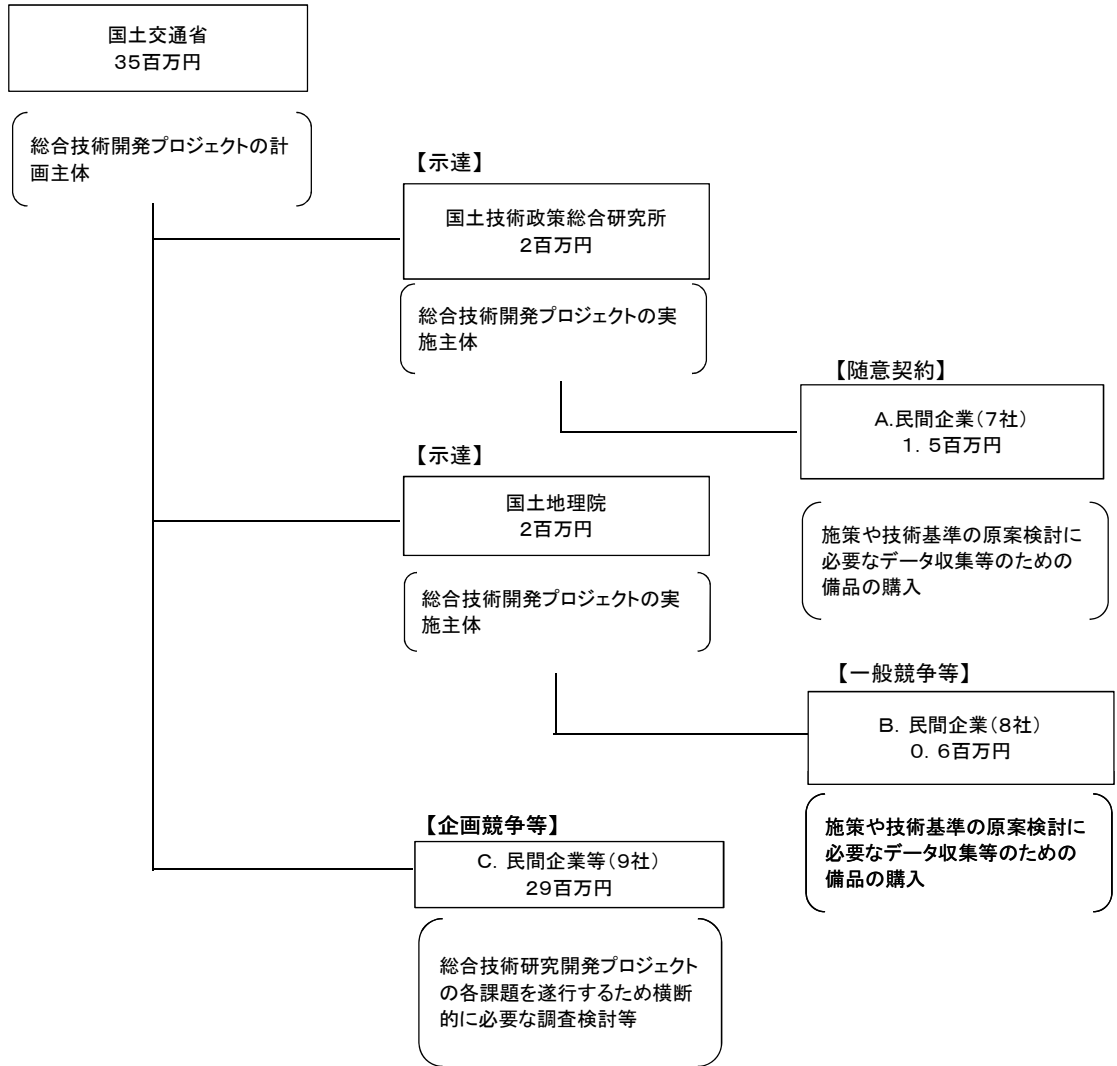 国土交通省
35百万円
総合技術開発プロジェクトの計
画主体
【示達】
国土技術政策総合研究所
2百万円
総合技術開発プロジェクトの実
施主体
【随意契約】
A.民間企業(7社)
1.5百万円
施策や技術基準の原案検討に
必要なデータ収集等のための
備品の購入
【示達】
国土地理院
2百万円
総合技術開発プロジェクトの実
施主体
【一般競争等】
B.民間企業(8社)
0.6百万円
施策や技術基準の原案検討に
必要なデータ収集等のための
備品の購入
【企画競争等】
C.民間企業等(9社)
29百万円
総合技術研究開発プロジェクト
の各課題を遂行するため横断
的に必要な調査検討等